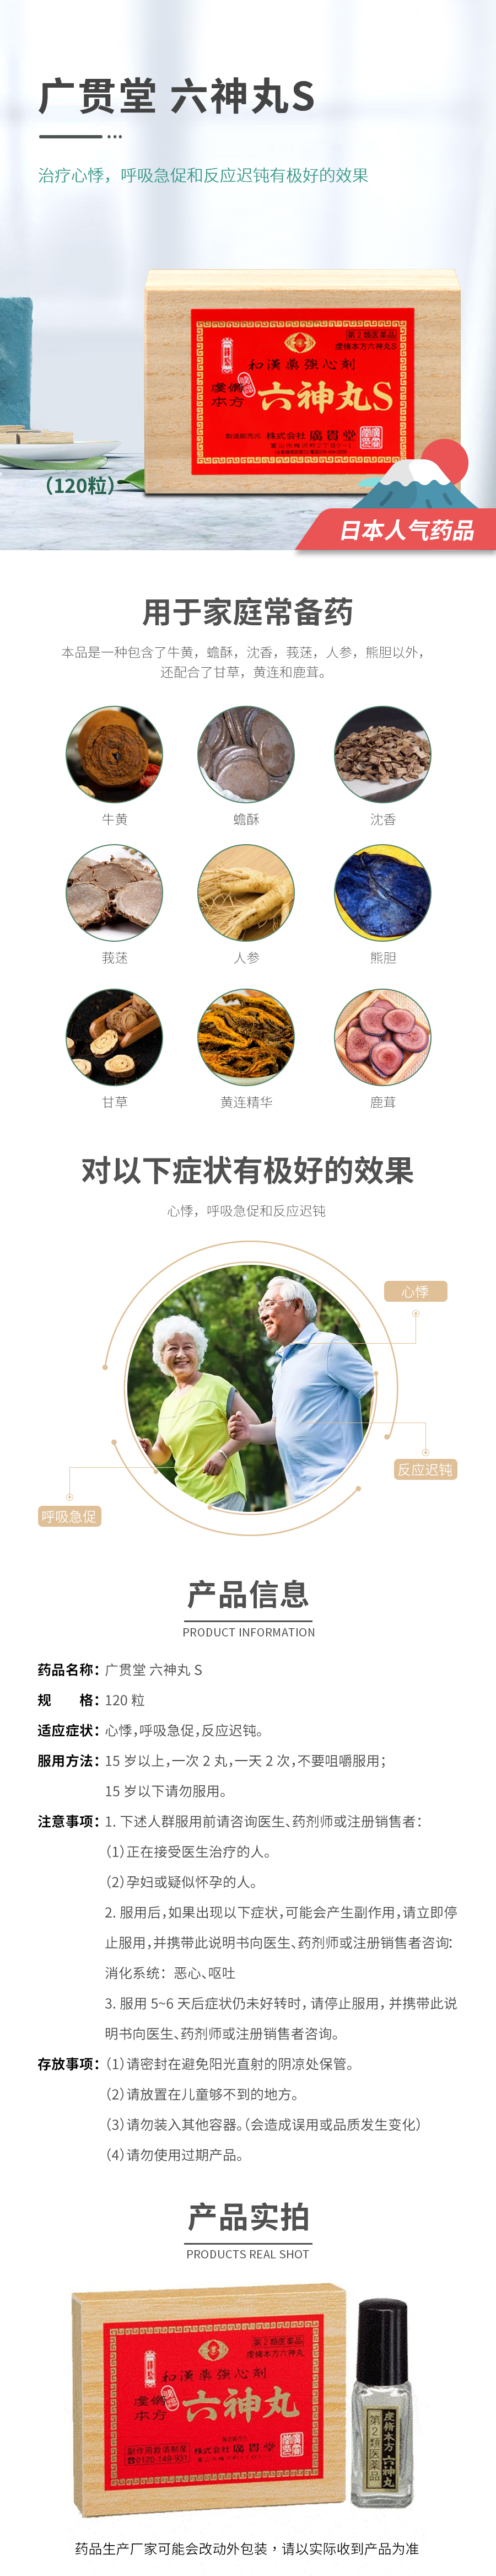 广贯堂 六神丸S
治疗心悸，呼吸急促和反应迟钝有极好的效果
第2類医薬品
虔脩本方六神丸S
和漢薬強心剤
虔脩
本方
六神丸S
製造販売元 株式会社 廣貫堂
（120粒）
日本人气药品
用于家庭常备药
本品是一种包含了牛黄，蟾酥，沈香，莪莶，人参，熊胆以外，
还配合了甘草，黄连和鹿茸。
牛黄
蟾酥
沈香
莪莶
人参
熊胆
甘草
黄连精华
鹿茸
对以下症状有极好的效果
心悸，呼吸急促和反应迟钝
心悸
反应迟钝
呼吸急促
产品信息
PRODUCT INFORMATION
药品名称：广贯堂 六神丸 S
规 格：120 粒
适应症状：心悸，呼吸急促，反应迟钝。
服用方法：15 岁以上，一次 2 丸，一天 2 次，不要咀嚼服用；
15 岁以下请勿服用。
注意事项：1. 下述人群服用前请咨询医生、药剂师或注册销售者：
（1）正在接受医生治疗的人。
（2）孕妇或疑似怀孕的人。
2. 服用后，如果出现以下症状，可能会产生副作用，请立即停
止服用，并携带此说明书向医生、药剂师或注册销售者咨询：
消化系统：恶心、呕吐
3. 服用 5~6 天后症状仍未好转时，请停止服用，并携带此说
明书向医生、药剂师或注册销售者咨询。
存放事项：（1）请密封在避免阳光直射的阴凉处保管。
（2）请放置在儿童够不到的地方。
（3）请勿装入其他容器。（会造成误用或品质发生变化）
（4）请勿使用过期产品。
产品实拍
PRODUCTS REAL SHOT
第2類医薬品
虔脩本方六神丸
和漢薬強心剤
虔脩
本方
六神丸
株式会社 廣貫堂
第2類医薬品
虔脩本方 六神丸
药品生产厂家可能会改动外包装，请以实际收到产品为准